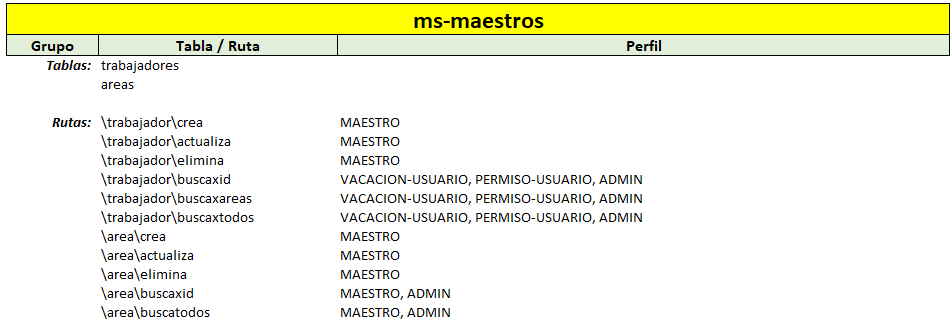 ms-maestros
Grupo Tabla / Ruta Perfil
Tablas: trabajadores
areas
Rutas: \trabajador\crea MAESTRO
\trabajador\actualiza MAESTRO
\trabajador\elimina MAESTRO
\trabajador\buscaxid VACACION-USUARIO, PERMISO-USUARIO, ADMIN
\trabajador\buscaxareas VACACION-USUARIO, PERMISO-USUARIO, ADMIN
\trabajador\buscaxtodos VACACION-USUARIO, PERMISO-USUARIO, ADMIN
\area\crea MAESTRO
\area\actualiza MAESTRO
\area\elimina MAESTRO
\area\buscaxid MAESTRO, ADMIN
\area\buscatodos MAESTRO, ADMIN